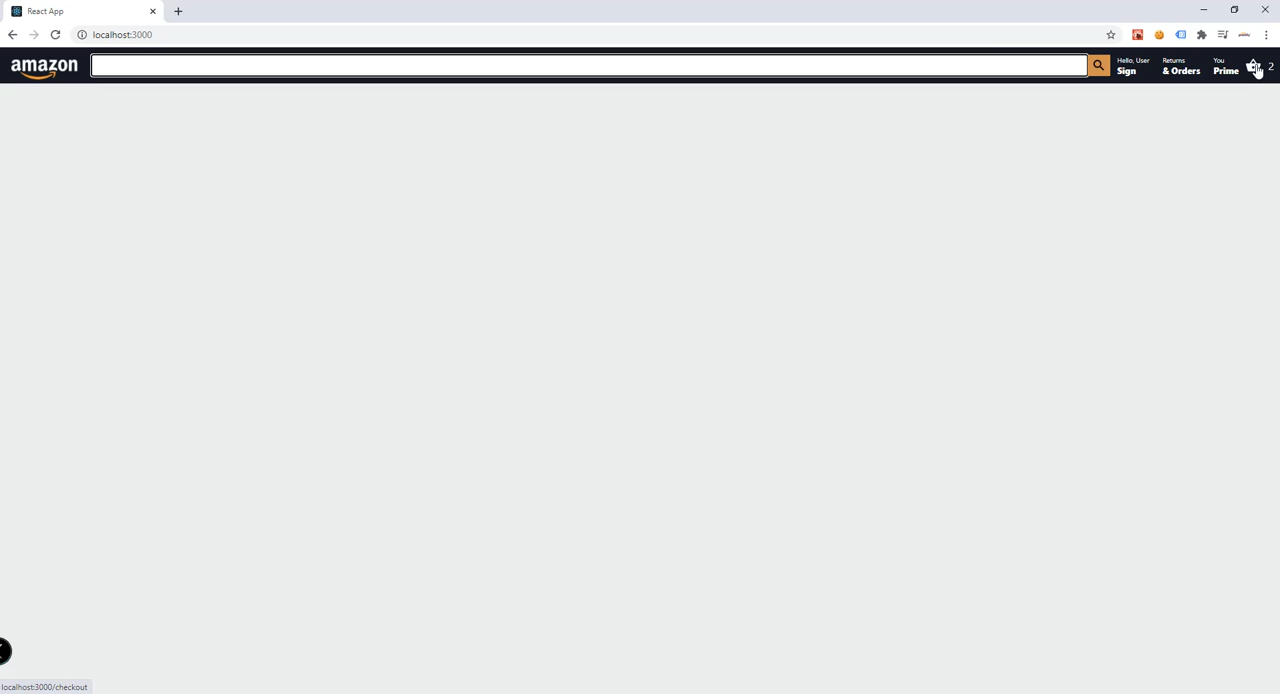 React App
localhost:3000
amazon
Hello, User
Sign
Returns
& Orders
You
Prime
2
localhost:3000/checkout